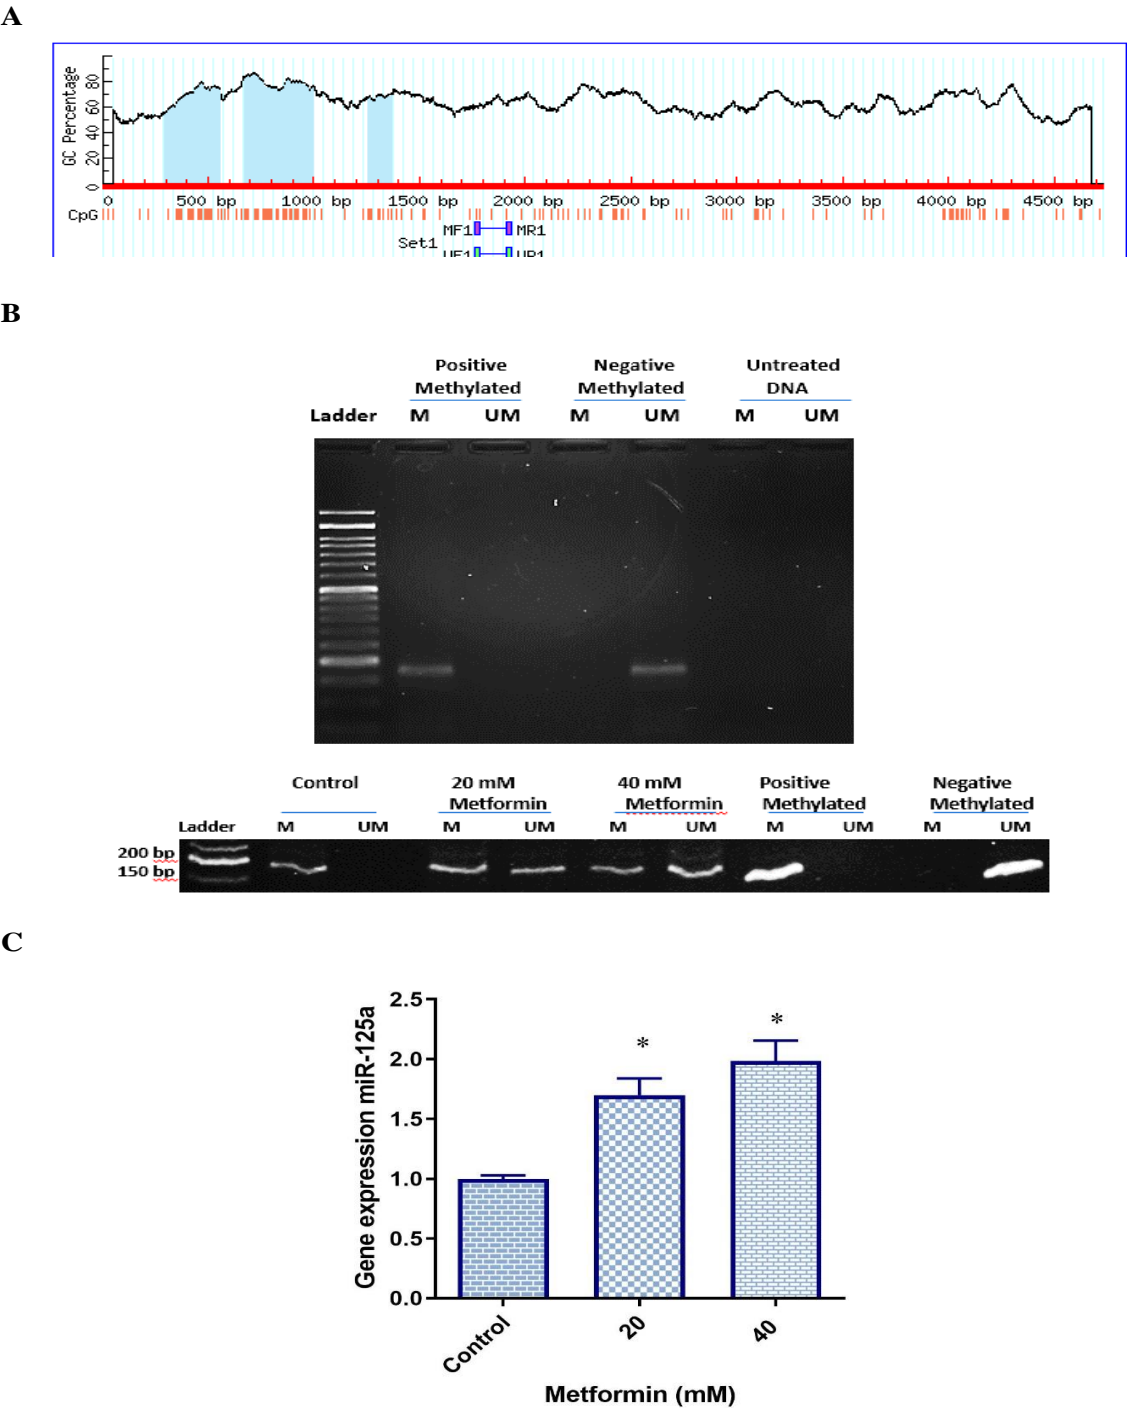 A
GC Percentage
0 20 40 60 80
0 500 bp 1000 bp 1500 bp 2000 bp 2500 bp 3000 bp 3500 bp 4000 bp 4500 bp
CpG
MF1 MR1
Set1
UF1 UR1
B
Positive Negative Untreated
Methylated Methylated DNA
Ladder M UM M UM M UM
Control 20 mM 40 mM Positive Negative
Metformin Metformin Methylated Methylated
Ladder M UM M UM M UM M UM M UM
200 bp
150 bp
C
Gene expression miR-125a
2.5
*
2.0
*
1.5
1.0
0.5
0.0
Control 20 40
Metformin (mM)